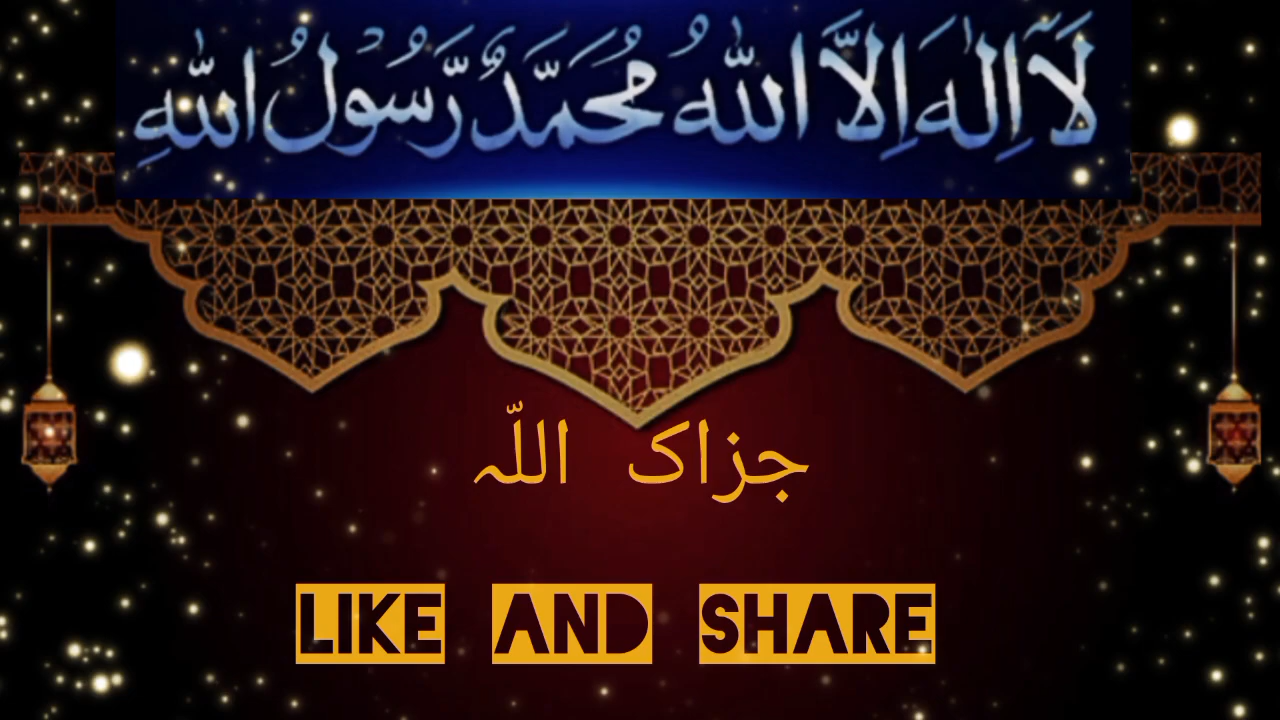 لَآ اِلٰهَ اِلَّا اللّٰهُ مُحَمَّدٌ رَّسُوْلُ اللّٰهِ
جزاک اللّہ
LIKE AND SHARE